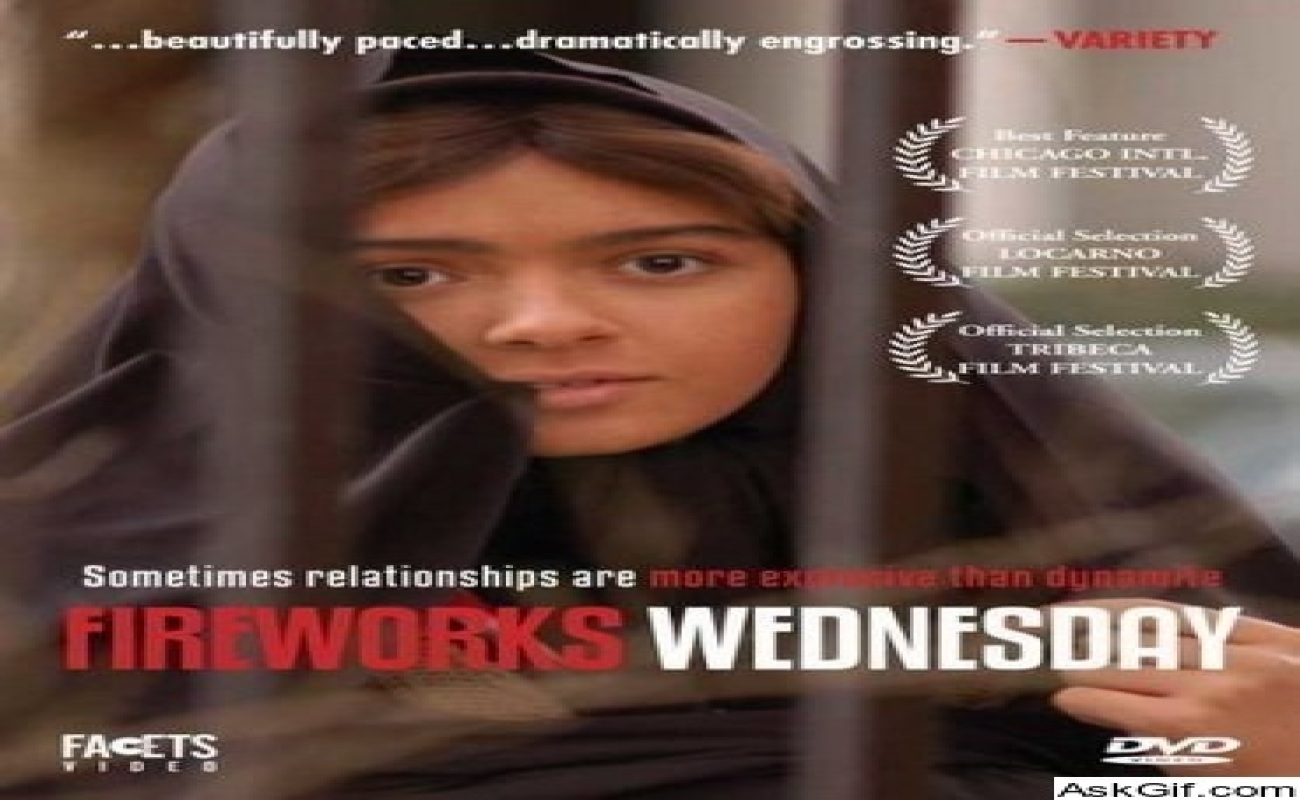 “...beautifully paced...dramatically engrossing.” — VARIETY
Best Feature
CHICAGO INTL.
FILM FESTIVAL
Official Selection
LOCARNO
FILM FESTIVAL
Official Selection
TRIBECA
FILM FESTIVAL
Sometimes relationships are more explosive than dynamite
FIREWORKS WEDNESDAY
FACETS
VIDEO
DVD
VIDEO
AskGif.com